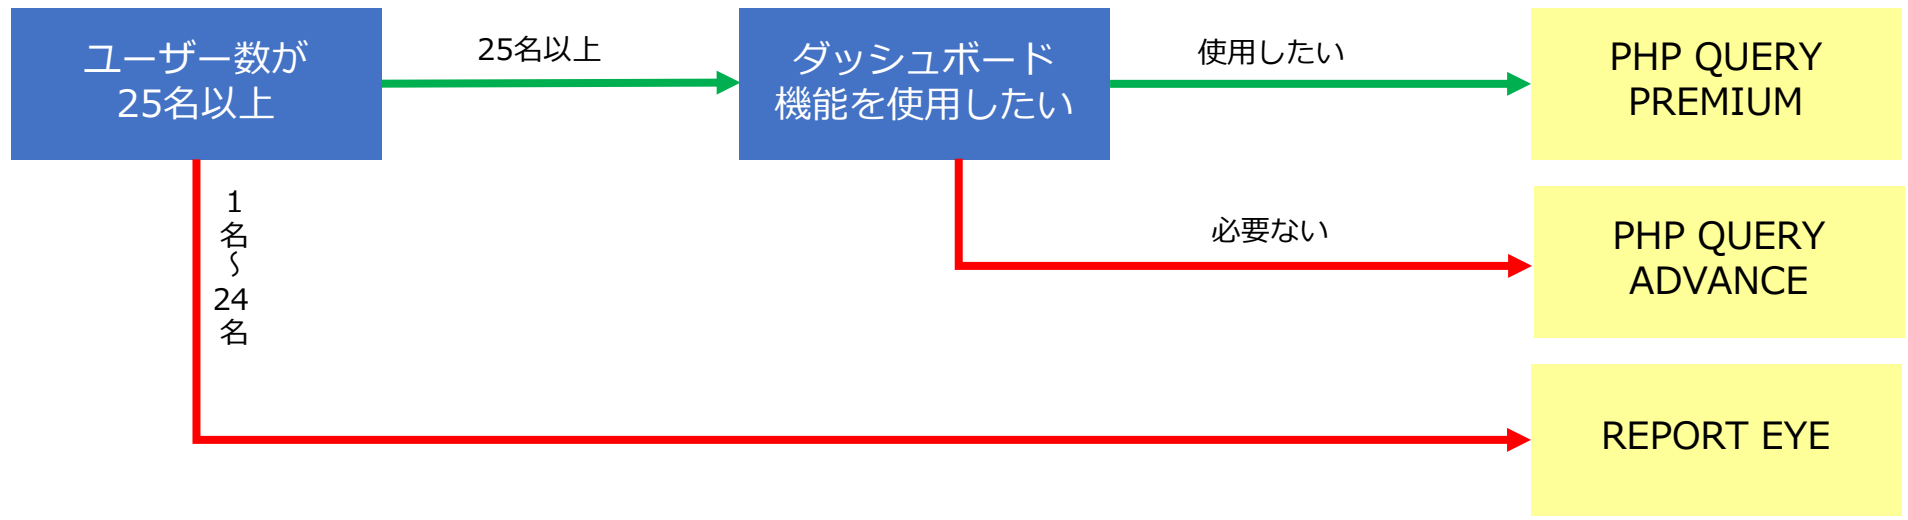 ユーザー数が
25名以上
25名以上
ダッシュボード
機能を使用したい
使用したい
PHP QUERY
PREMIUM
1
名
～
24
名
必要ない
PHP QUERY
ADVANCE
REPORT EYE